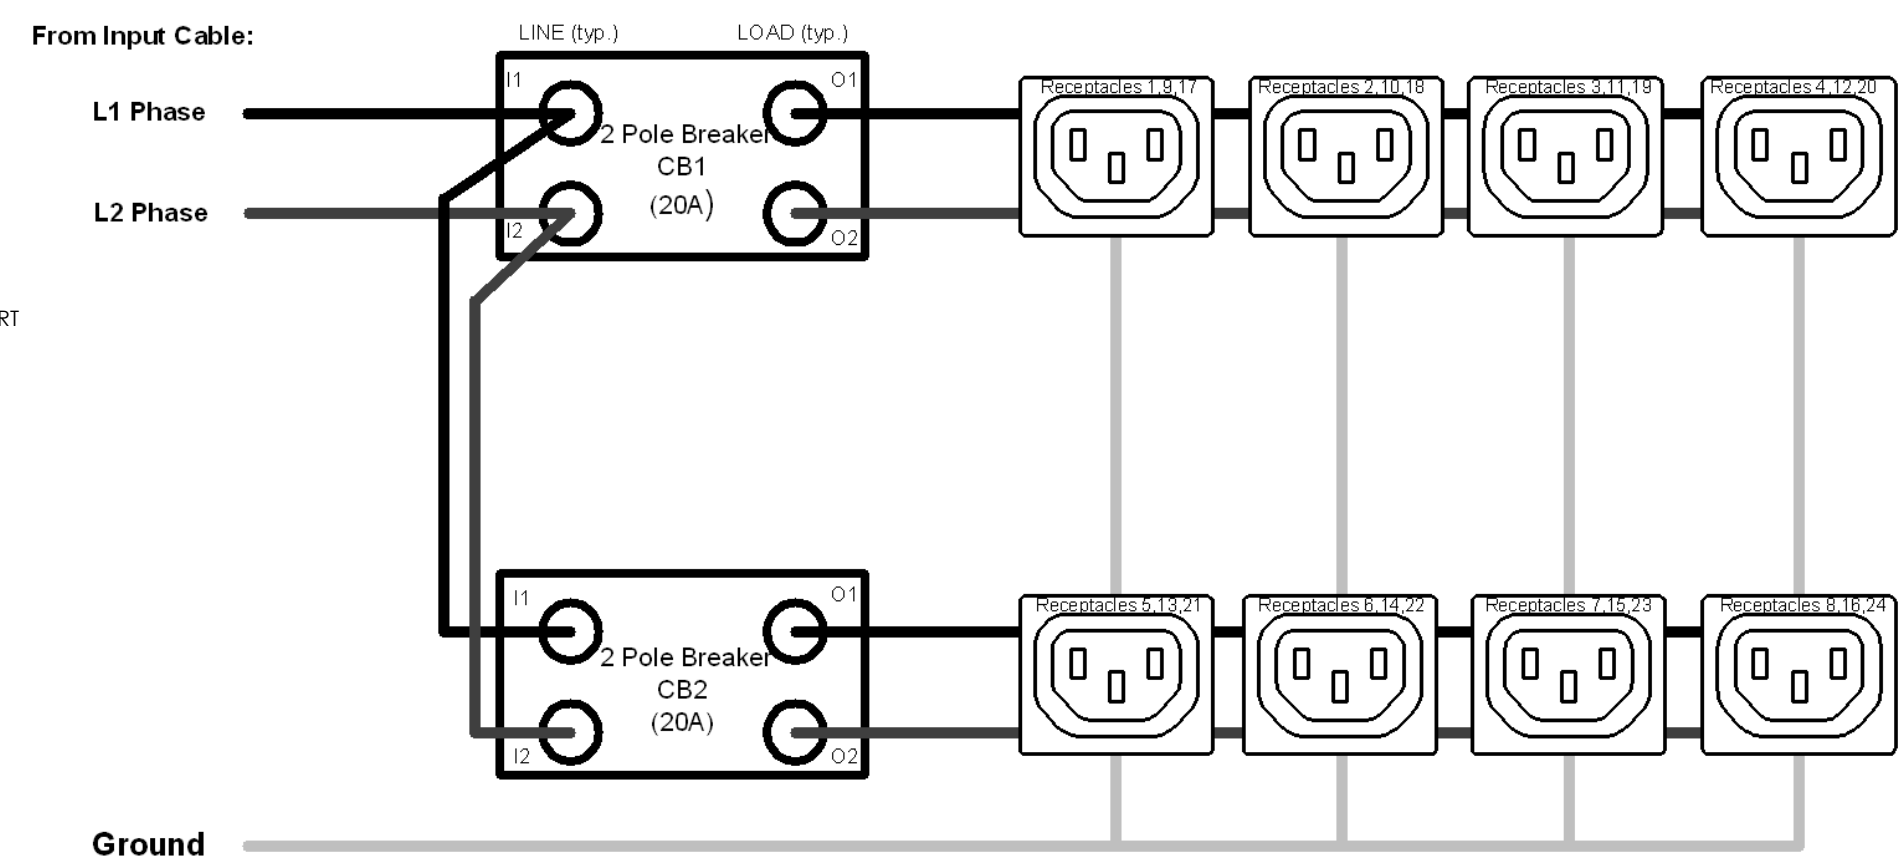 From Input Cable:
LINE (typ.)
LOAD (typ.)
I1
O1
L1 Phase
2 Pole Breaker
CB1
(20A)
L2 Phase
I2
O2
Receptacles 1,9,17
Receptacles 2,10,18
Receptacles 3,11,19
Receptacles 4,12,20
RT
I1
O1
2 Pole Breaker
CB2
(20A)
I2
O2
Receptacles 5,13,21
Receptacles 6,14,22
Receptacles 7,15,23
Receptacles 8,16,24
Ground